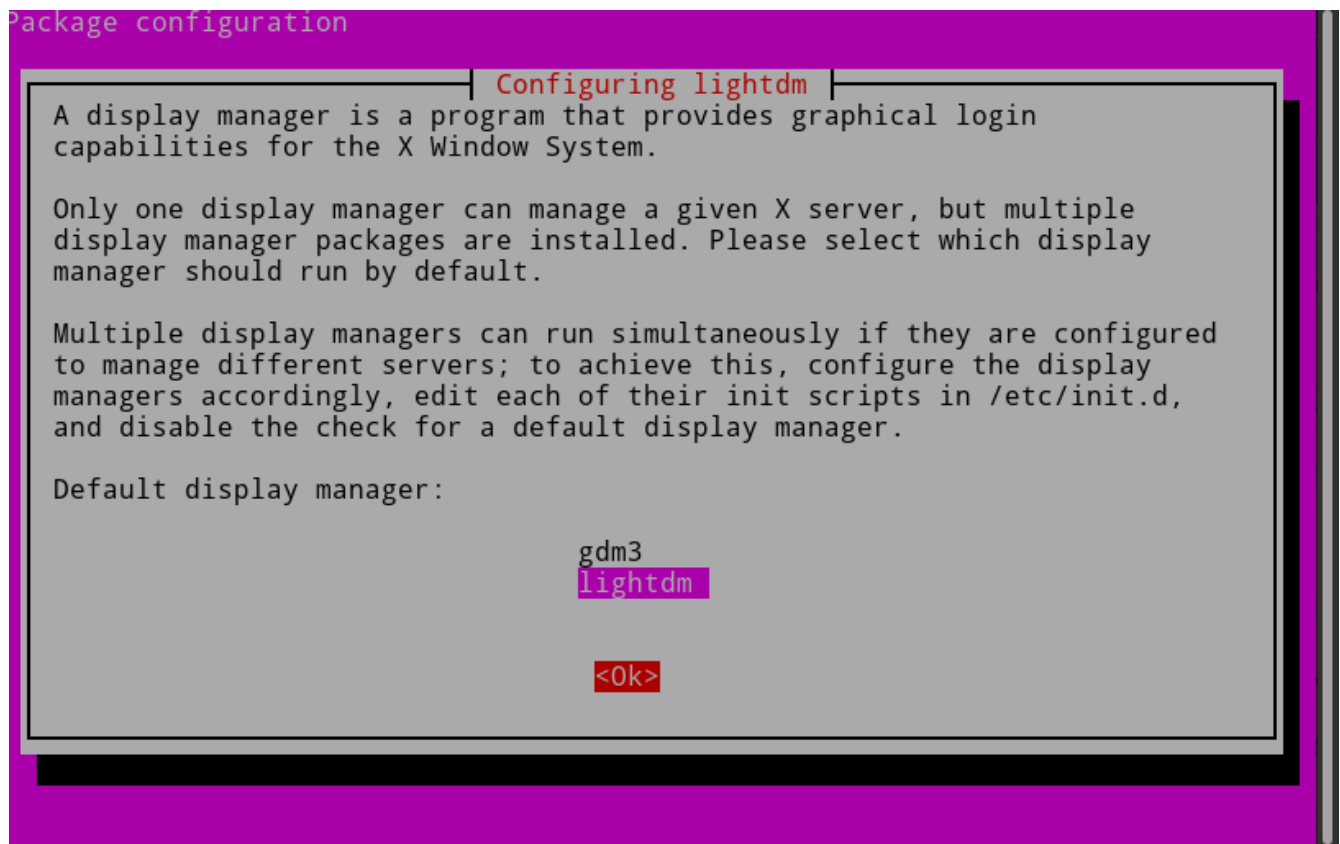 Package configuration
Configuring lightdm
A display manager is a program that provides graphical login
capabilities for the X Window System.
Only one display manager can manage a given X server, but multiple
display manager packages are installed. Please select which display
manager should run by default.
Multiple display managers can run simultaneously if they are configured
to manage different servers; to achieve this, configure the display
managers accordingly, edit each of their init scripts in /etc/init.d,
and disable the check for a default display manager.
Default display manager:
gdm3
lightdm
<Ok>